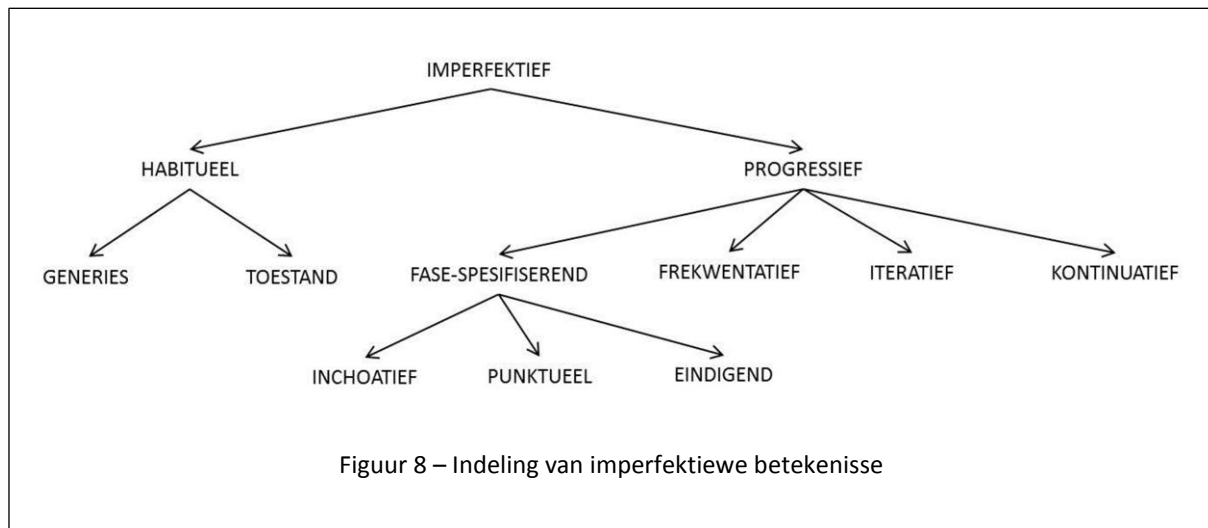 IMPERFEKTIEF
HABITUEEL PROGRESSIEF
GENERIES TOESTAND FASE-SPESIFISEREND FREKWENTATIEF ITERATIEF KONTINUATIEF
INCHOATIEF PUNKTUEEL EINDIGEND
Figuur 8 – Indeling van imperfektiewe betekenisse